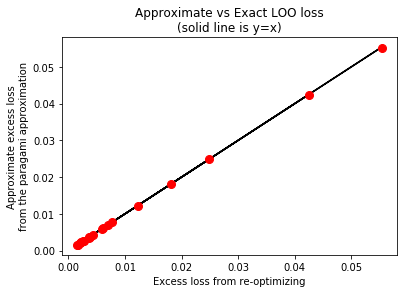 Approximate vs Exact LOO loss
(solid line is y=x)
Approximate excess loss
from the paragami approximation
0.05
0.04
0.03
0.02
0.01
0.00
0.00 0.01 0.02 0.03 0.04 0.05
Excess loss from re-optimizing